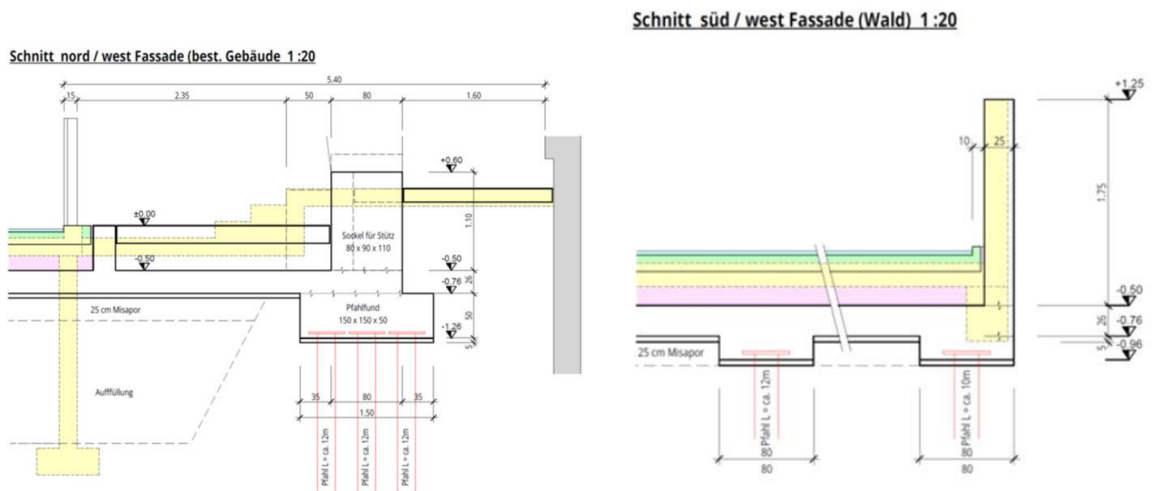 Schnitt nord / west Fassade (best. Gebäude 1:20
5.40
15
2.35
50
80
1.60
+0.60
±0.00
1.10
Sockel für Stütz
80 x 90 x 110
-0.50
-0.50
26
-0.76
Pfahlfund
150 x 150 x 50
50
25 cm Misapor
-1.26
5
Aufffüllung
35
80
35
1.50
Pfahl L = ca. 12m
Pfahl L = ca. 12m
Pfahl L = ca. 12m
Schnitt süd / west Fassade (Wald) 1:20
+1.25
10
25
1.75
-0.50
26
-0.76
5
-0.96
25 cm Misapor
Pfahl L = ca. 12m
Pfahl L = ca. 10m
80
80
80
80